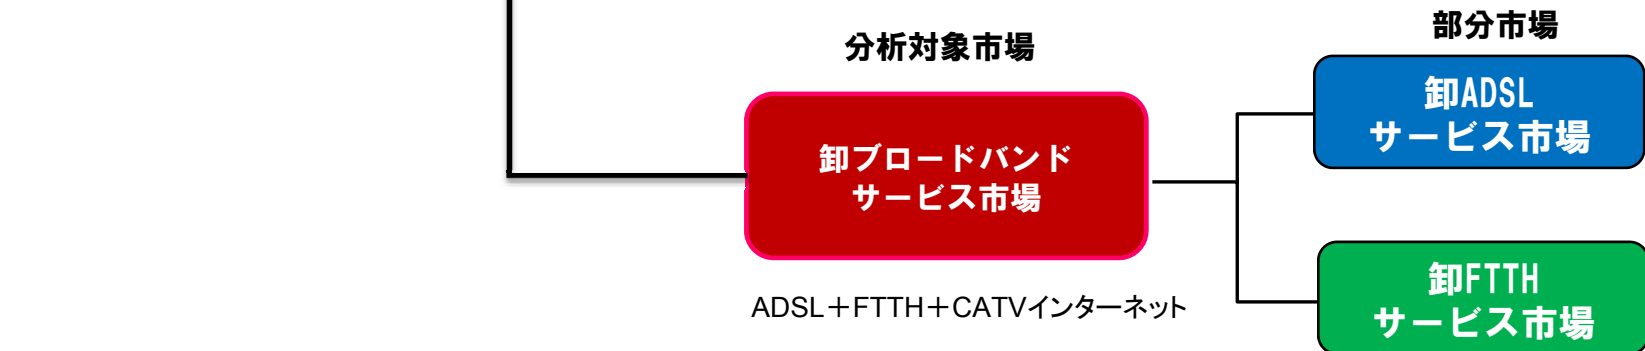 分析対象市場
部分市場
卸ブロードバンド
サービス市場
ADSL＋FTTH＋CATVインターネット
卸ADSL
サービス市場
卸FTTH
サービス市場